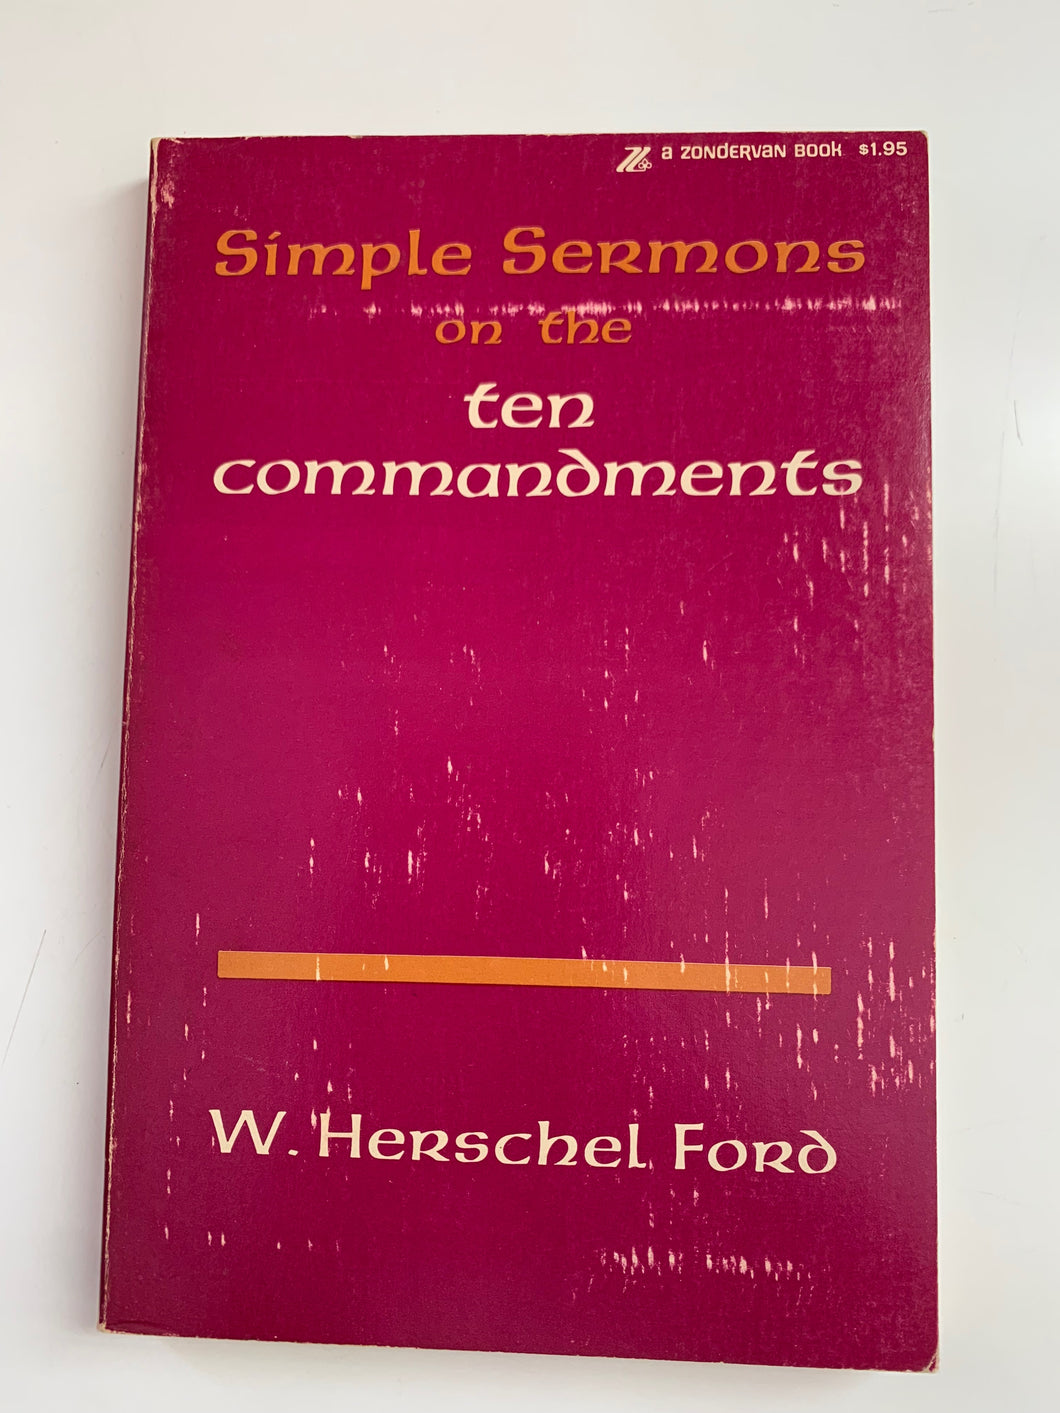 a ZONDERVAN BOOK $1.95
Simple Sermons
on the
ten
commandments
W. Herschel Ford